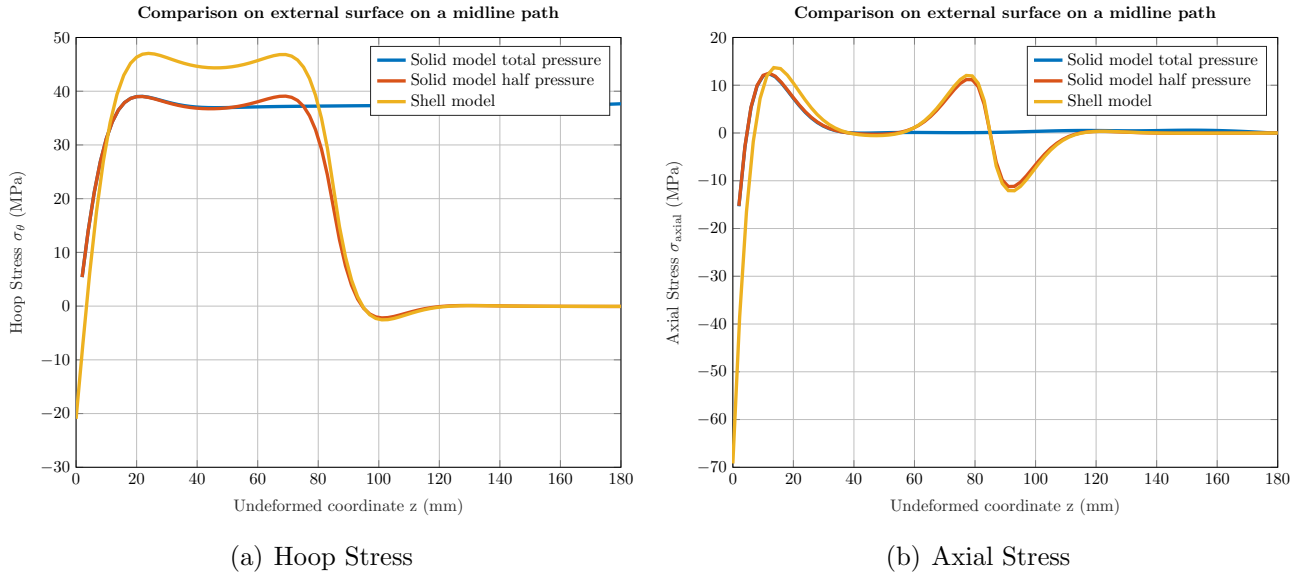 Comparison on external surface on a midline path
50
40
30
20
10
0
−10
−20
−30
0 20 40 60 80 100 120 140 160 180
Hoop Stress σθ (MPa)
Undeformed coordinate z (mm)
Solid model total pressure
Solid model half pressure
Shell model
(a) Hoop Stress
Comparison on external surface on a midline path
20
10
0
−10
−20
−30
−40
−50
−60
−70
0 20 40 60 80 100 120 140 160 180
Axial Stress σaxial (MPa)
Undeformed coordinate z (mm)
Solid model total pressure
Solid model half pressure
Shell model
(b) Axial Stress